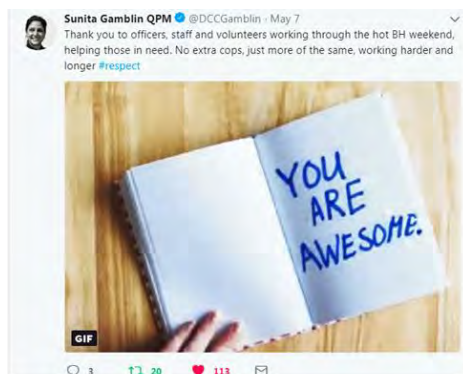 Sunita Gamblin QPM @DCCGamblin · May 7
Thank you to officers, staff and volunteers working through the hot BH weekend,
helping those in need. No extra cops, just more of the same, working harder and
longer #respect
YOU
ARE
AWESOME.
GIF
3 20 113